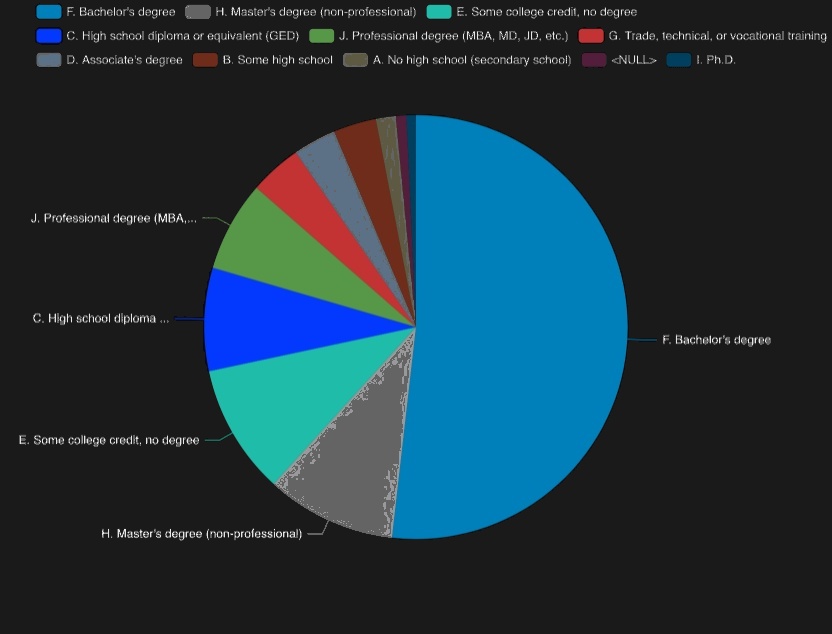 F. Bachelor's degree H. Master's degree (non-professional) E. Some college credit, no degree
C. High school diploma or equivalent (GED) J. Professional degree (MBA, MD, JD, etc.) G. Trade, technical, or vocational training
D. Associate's degree B. Some high school A. No high school (secondary school) <NULL> I. Ph.D.
J. Professional degree (MBA,...
C. High school diploma ...
F. Bachelor's degree
E. Some college credit, no degree
H. Master's degree (non-professional)